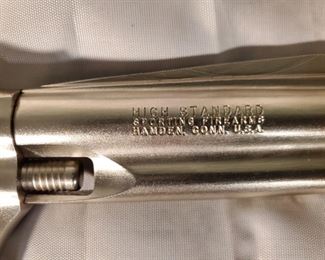 HIGH STANDARD
SPORTING FIREARMS
HAMDEN, CONN, U.S.A.